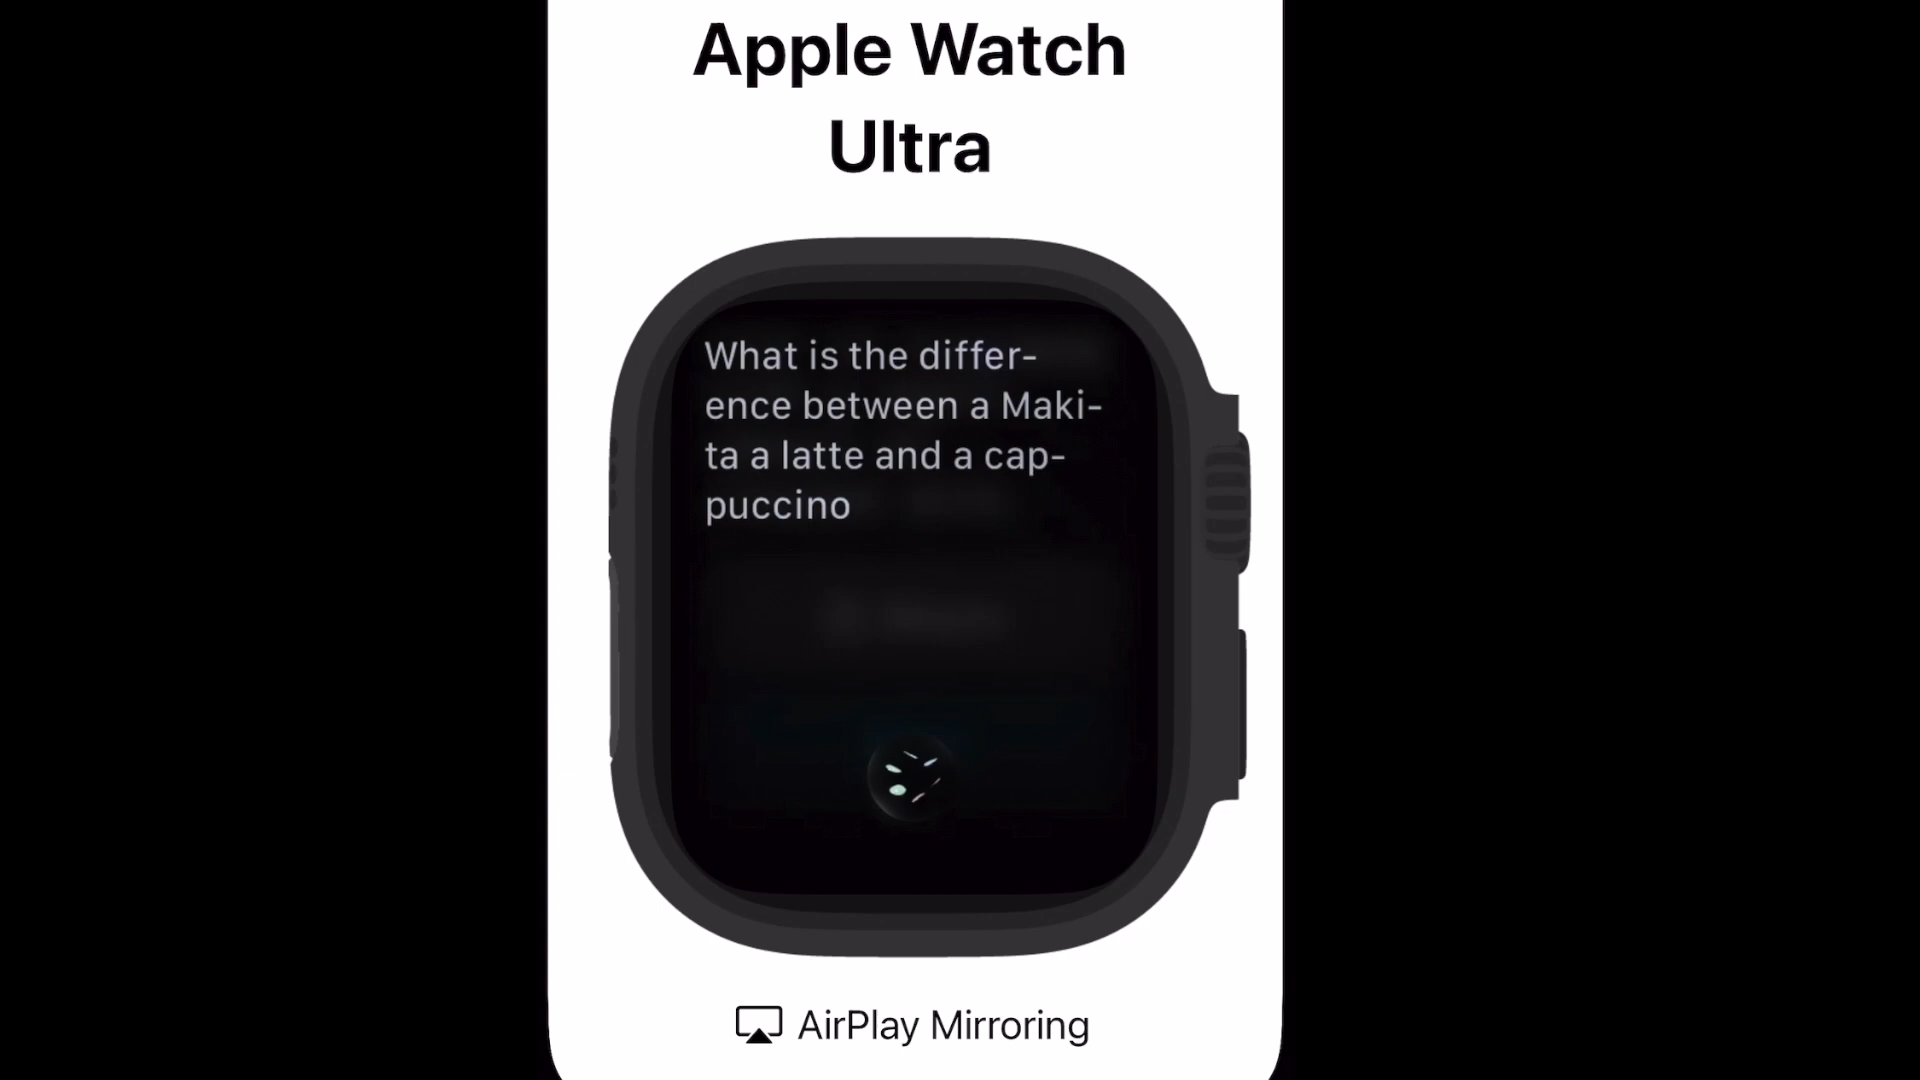 Apple Watch
Ultra
What is the differ-
ence between a Maki-
ta a latte and a cap-
puccino
AirPlay Mirroring